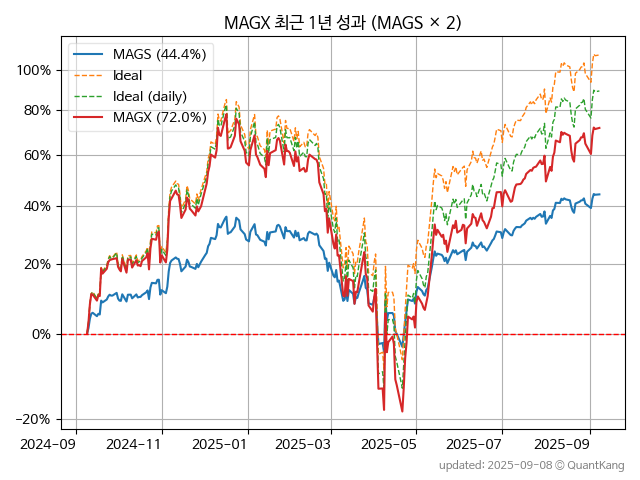 MAGX 최근 1년 성과 (MAGS × 2)
MAGS (44.4%)
Ideal
Ideal (daily)
MAGX (72.0%)
100%
80%
60%
40%
20%
0%
−20%
2024−09
2024−11
2025−01
2025−03
2025−05
2025−07
2025−09
updated: 2025-09-08 © QuantKang